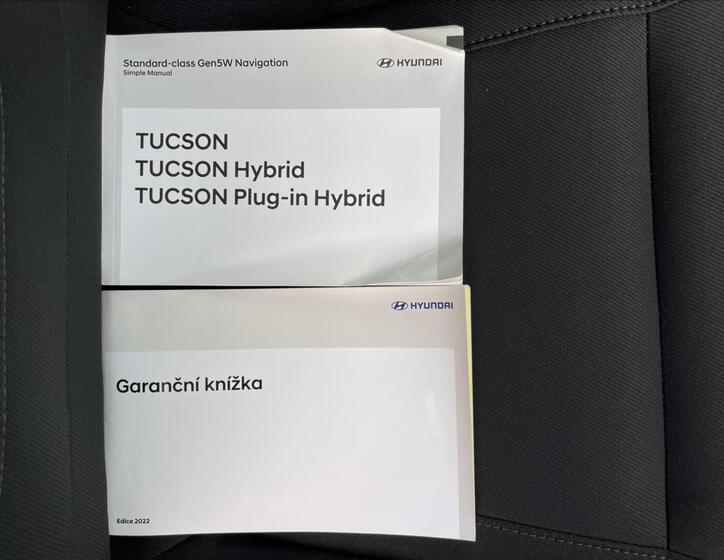 Standard-class Gen5W Navigation
Simple Manual
HYUNDAI
TUCSON
TUCSON Hybrid
TUCSON Plug-in Hybrid
HYUNDAI
Garanční knížka
Edice 2022